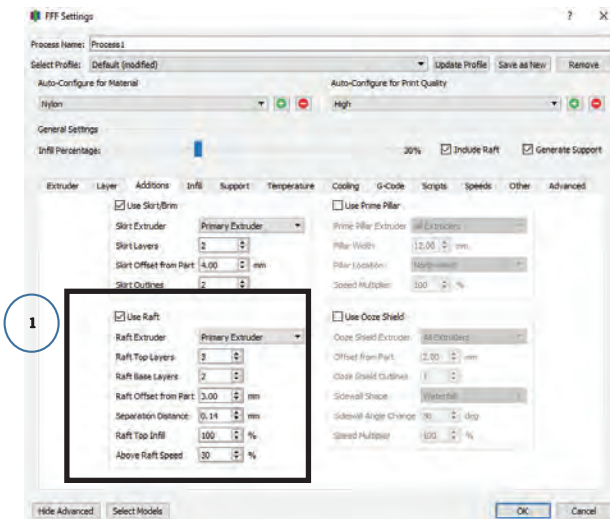 FFF Settings ? X
Process Name: Process1
Select Profile: Default (modified) Update Profile Save as New Remove
Auto-Configure for Material Auto-Configure for Print Quality
Nylon High
General Settings
Infill Percentage: 30% Include Raft Generate Support
Extruder Layer Additions Infill Support Temperature Cooling G-Code Scripts Speeds Other Advanced
Use Skirt/Brim Use Prime Pillar
Skirt Extruder Primary Extruder Prime Pillar Extruder All Extruders
Skirt Layers 2 Pillar Width 12.00 mm
Skirt Offset from Part 4.00 mm Pillar Location North-West
Skirt Outlines 2 Speed Multiplier 100 %
1
Use Raft Use Ooze Shield
Raft Extruder Primary Extruder Ooze Shield Extruder All Extruders
Raft Top Layers 3 Offset from Part 2.00 mm
Raft Base Layers 2 Ooze Shield Outlines 1
Raft Offset from Part 3.00 mm Sidewall Shape Waterfall
Separation Distance 0.14 mm Sidewall Angle Change 30 deg
Raft Top Infill 100 % Speed Multiplier 100 %
Above Raft Speed 30 %
Hide Advanced Select Models OK Cancel